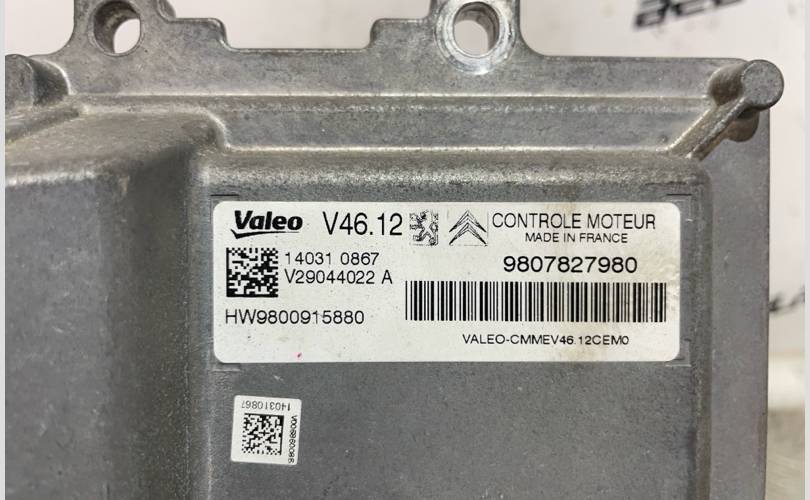 Valeo V46.12 CONTROLE MOTEUR
MADE IN FRANCE
14031 0867
V29044022 A
9807827980
HW9800915880
VALEO-CMMEV46.12CEM0
140310867